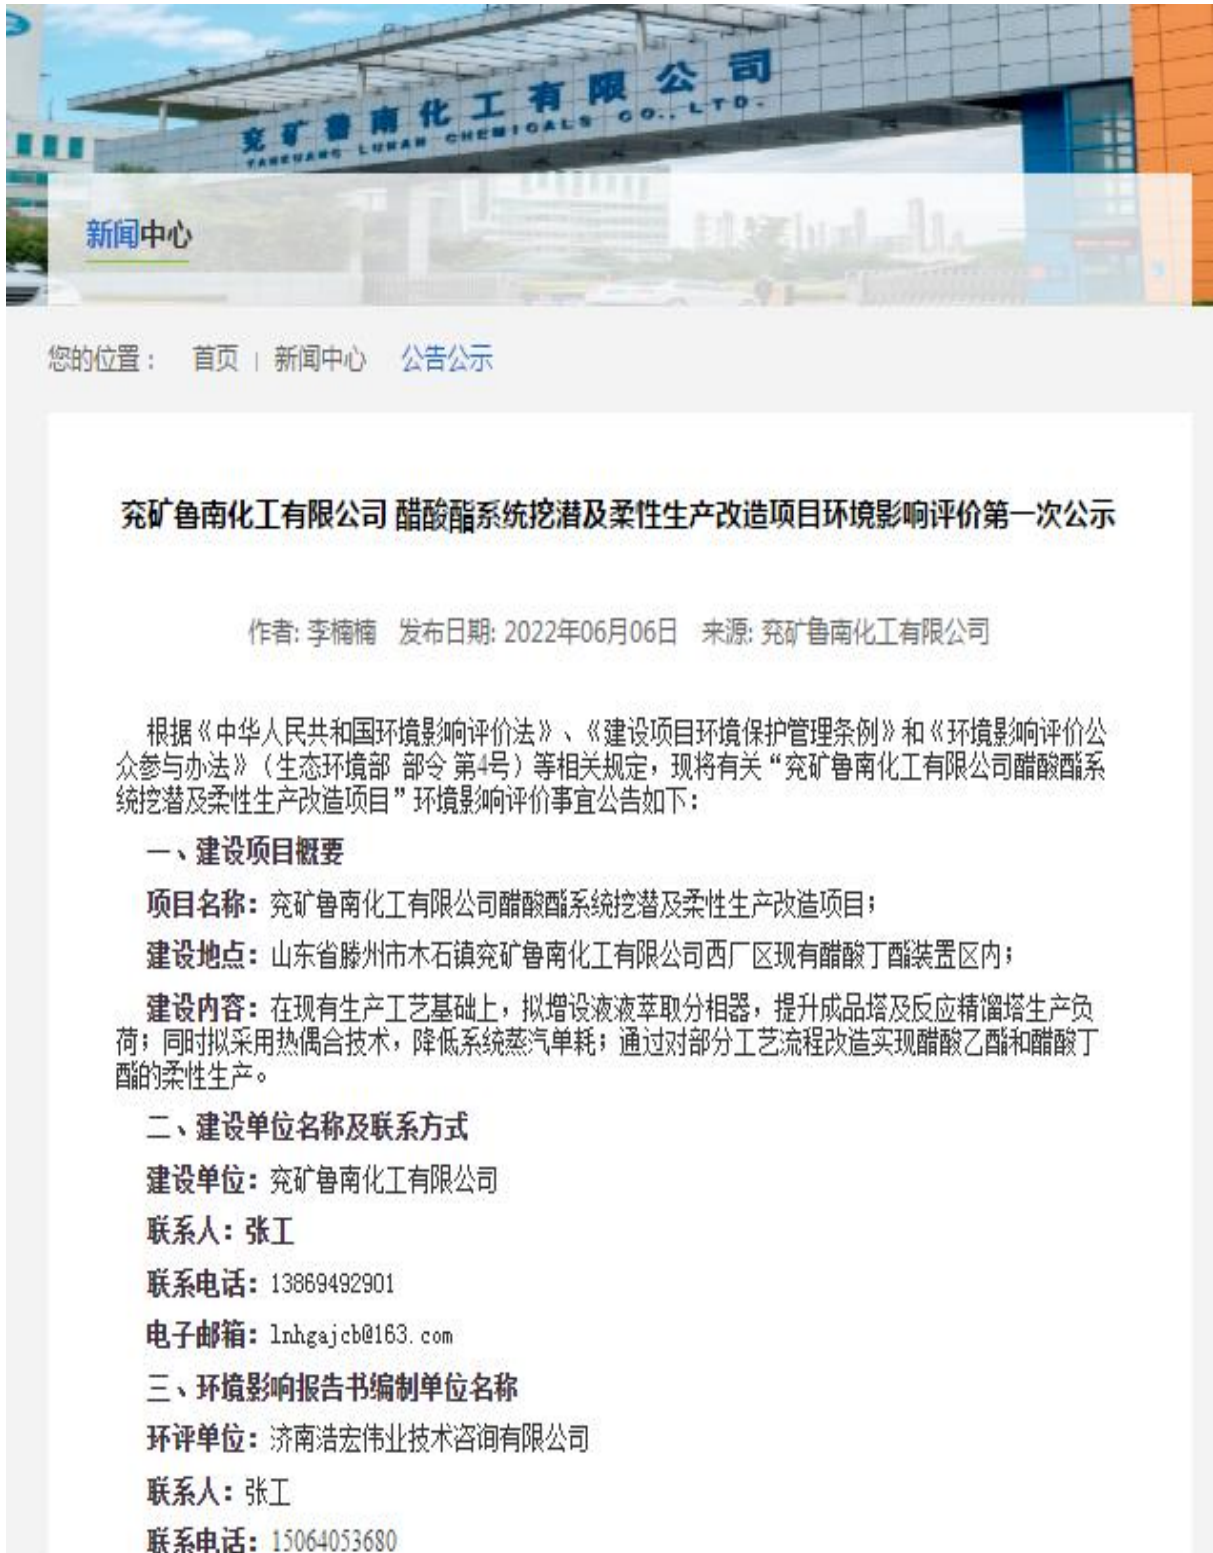 兖矿鲁南化工有限公司
YANKUANG LUNAN CHEMICALS CO., LTD.
新闻中心
您的位置： 首页 | 新闻中心 公告公示
兖矿鲁南化工有限公司 醋酸酯系统挖潜及柔性生产改造项目环境影响评价第一次公示
作者: 李楠楠 发布日期: 2022年06月06日 来源: 兖矿鲁南化工有限公司
根据《中华人民共和国环境影响评价法》、《建设项目环境保护管理条例》和《环境影响评价公
众参与办法》（生态环境部 部令 第4号）等相关规定，现将有关“兖矿鲁南化工有限公司醋酸酯系
统挖潜及柔性生产改造项目”环境影响评价事宜公告如下：
一、建设项目概要
项目名称：兖矿鲁南化工有限公司醋酸酯系统挖潜及柔性生产改造项目；
建设地点：山东省滕州市木石镇兖矿鲁南化工有限公司西厂区现有醋酸丁酯装置区内；
建设内容：在现有生产工艺基础上，拟增设液液萃取分相器，提升成品塔及反应精馏塔生产负
荷；同时拟采用热偶合技术，降低系统蒸汽单耗；通过对部分工艺流程改造实现醋酸乙酯和醋酸丁
酯的柔性生产。
二、建设单位名称及联系方式
建设单位：兖矿鲁南化工有限公司
联系人：张工
联系电话：13869492901
电子邮箱：lnhgajcb@163.com
三、环境影响报告书编制单位名称
环评单位：济南浩宏伟业技术咨询有限公司
联系人：张工
联系电话：15064053680